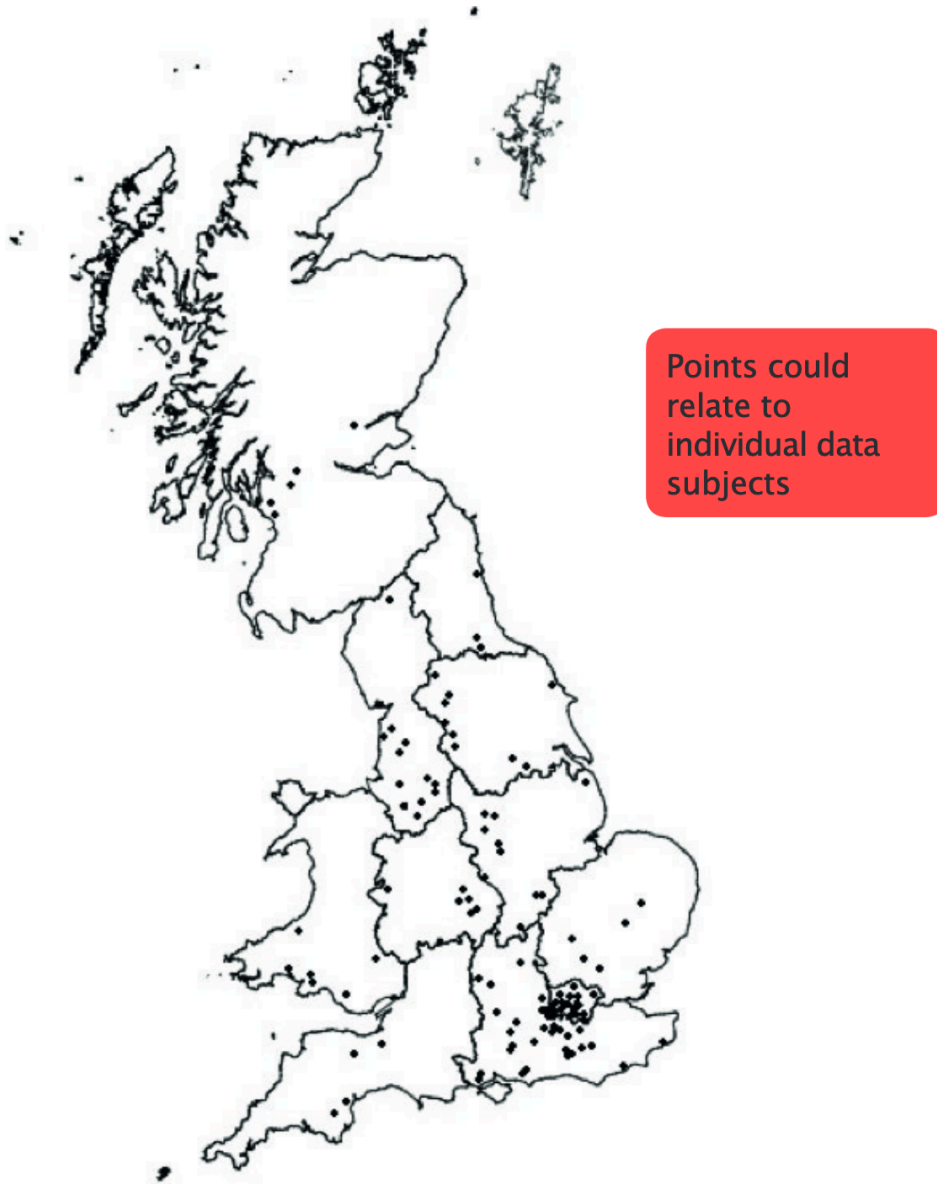 Points could
relate to
individual data
subjects